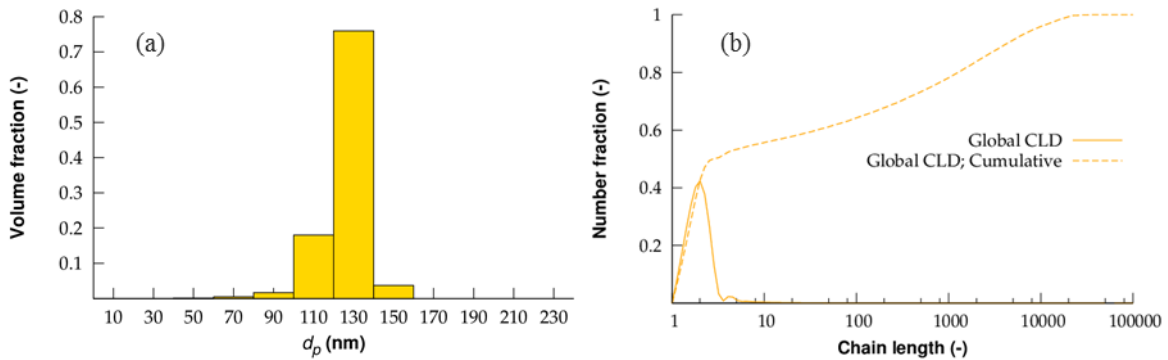 (a)
Volume fraction (-)
0.8
0.7
0.6
0.5
0.4
0.3
0.2
0.1
10 30 50 70 90 110 130 150 170 190 210 230
dp (nm)
(b)
Number fraction (-)
1
0.8
0.6
0.4
0.2
Global CLD
Global CLD; Cumulative
1 10 100 1000 10000 100000
Chain length (-)